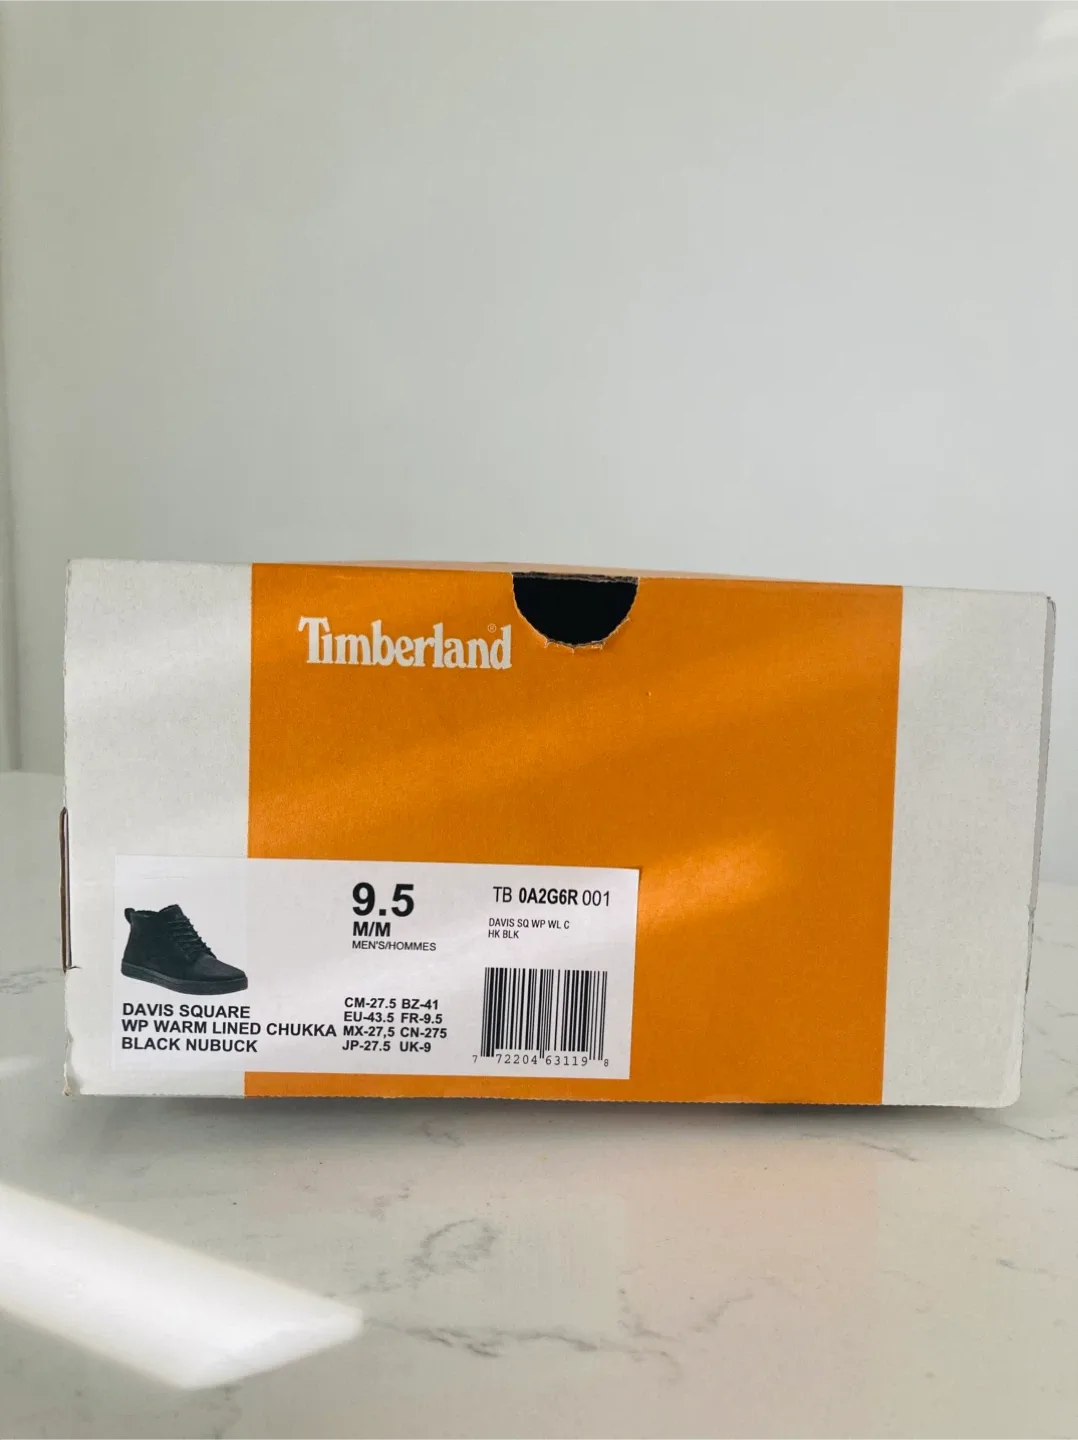 Timberland®
9.5
M/M
MEN'S/HOMMES
TB 0A2G6R 001
DAVIS SQ WP WL C
HK BLK
DAVIS SQUARE
WP WARM LINED CHUKKA
BLACK NUBUCK
CM-27.5 BZ-41
EU-43.5 FR-9.5
MX-27,5 CN-275
JP-27.5 UK-9
7 72204 63119 8